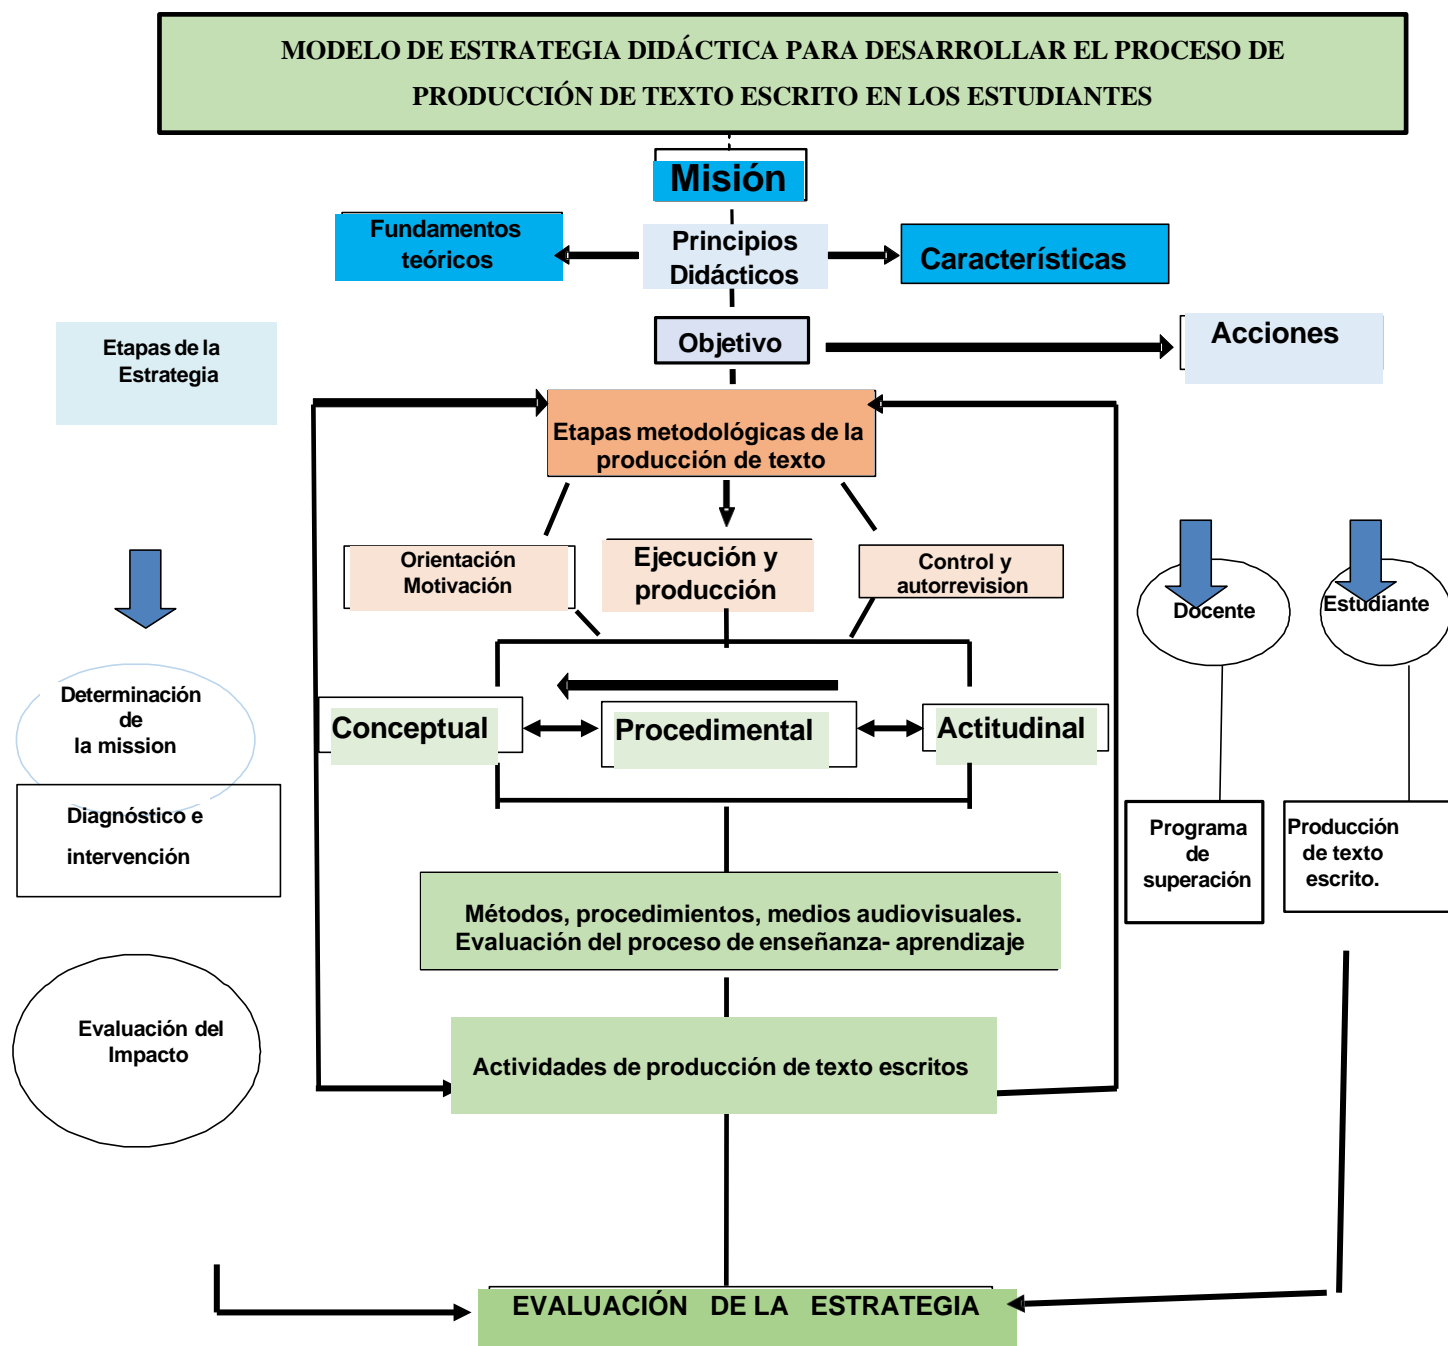 MODELO DE ESTRATEGIA DIDÁCTICA PARA DESARROLLAR EL PROCESO DE
PRODUCCIÓN DE TEXTO ESCRITO EN LOS ESTUDIANTES
Misión
Fundamentos
teóricos
Principios
Didácticos
Características
Etapas de la
Estrategia
Objetivo
Acciones
Etapas metodológicas de la
producción de texto
Orientación
Motivación
Ejecución y
producción
Control y
autorrevision
Docente
Estudiante
Determinación
de
la mission
Conceptual
Procedimental
Actitudinal
Diagnóstico e
intervención
Programa
de
superación
Producción
de texto
escrito.
Métodos, procedimientos, medios audiovisuales.
Evaluación del proceso de enseñanza- aprendizaje
Evaluación del
Impacto
Actividades de producción de texto escritos
EVALUACIÓN DE LA ESTRATEGIA